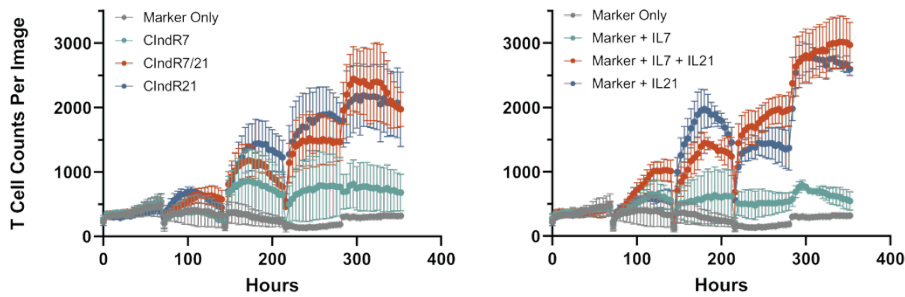 T Cell Counts Per Image
3000
2000
1000
0
Marker Only
CIndR7
CIndR7/21
CIndR21
0 100 200 300 400
Hours
3000
2000
1000
0
Marker Only
Marker + IL7
Marker + IL7 + IL21
Marker + IL21
0 100 200 300 400
Hours